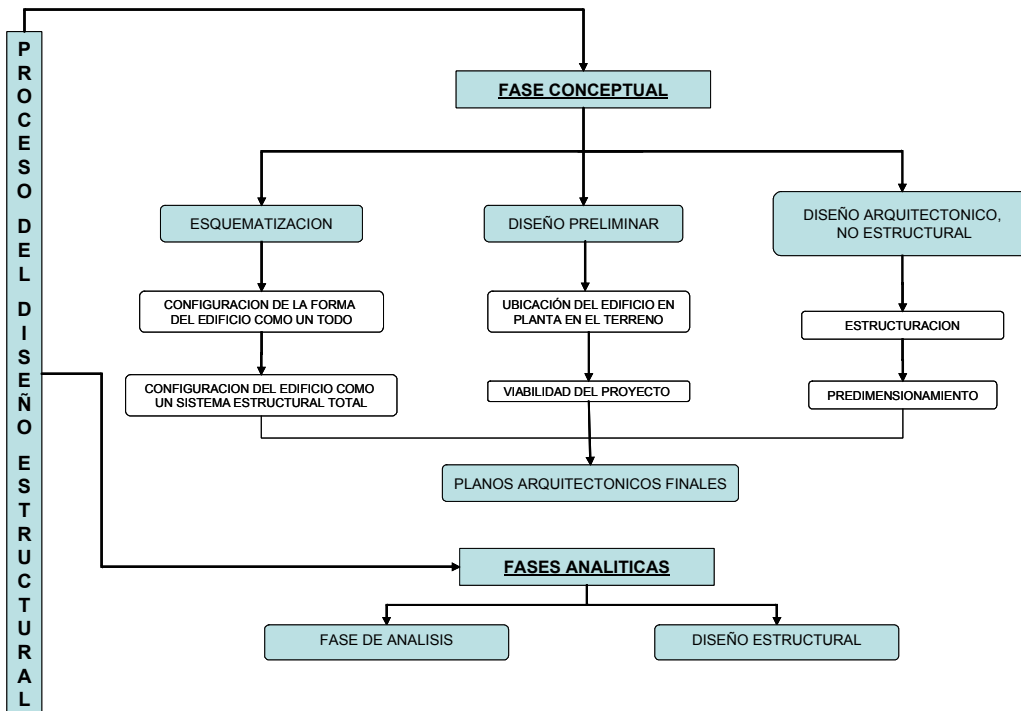 PROCESO DEL DISEÑO ESTRUCTURAL
FASE CONCEPTUAL
ESQUEMATIZACION
DISEÑO PRELIMINAR
DISEÑO ARQUITECTONICO,
NO ESTRUCTURAL
CONFIGURACION DE LA FORMA
DEL EDIFICIO COMO UN TODO
UBICACIÓN DEL EDIFICIO EN
PLANTA EN EL TERRENO
ESTRUCTURACION
CONFIGURACION DEL EDIFICIO COMO
UN SISTEMA ESTRUCTURAL TOTAL
VIABILIDAD DEL PROYECTO
PREDIMENSIONAMIENTO
PLANOS ARQUITECTONICOS FINALES
FASES ANALITICAS
FASE DE ANALISIS
DISEÑO ESTRUCTURAL